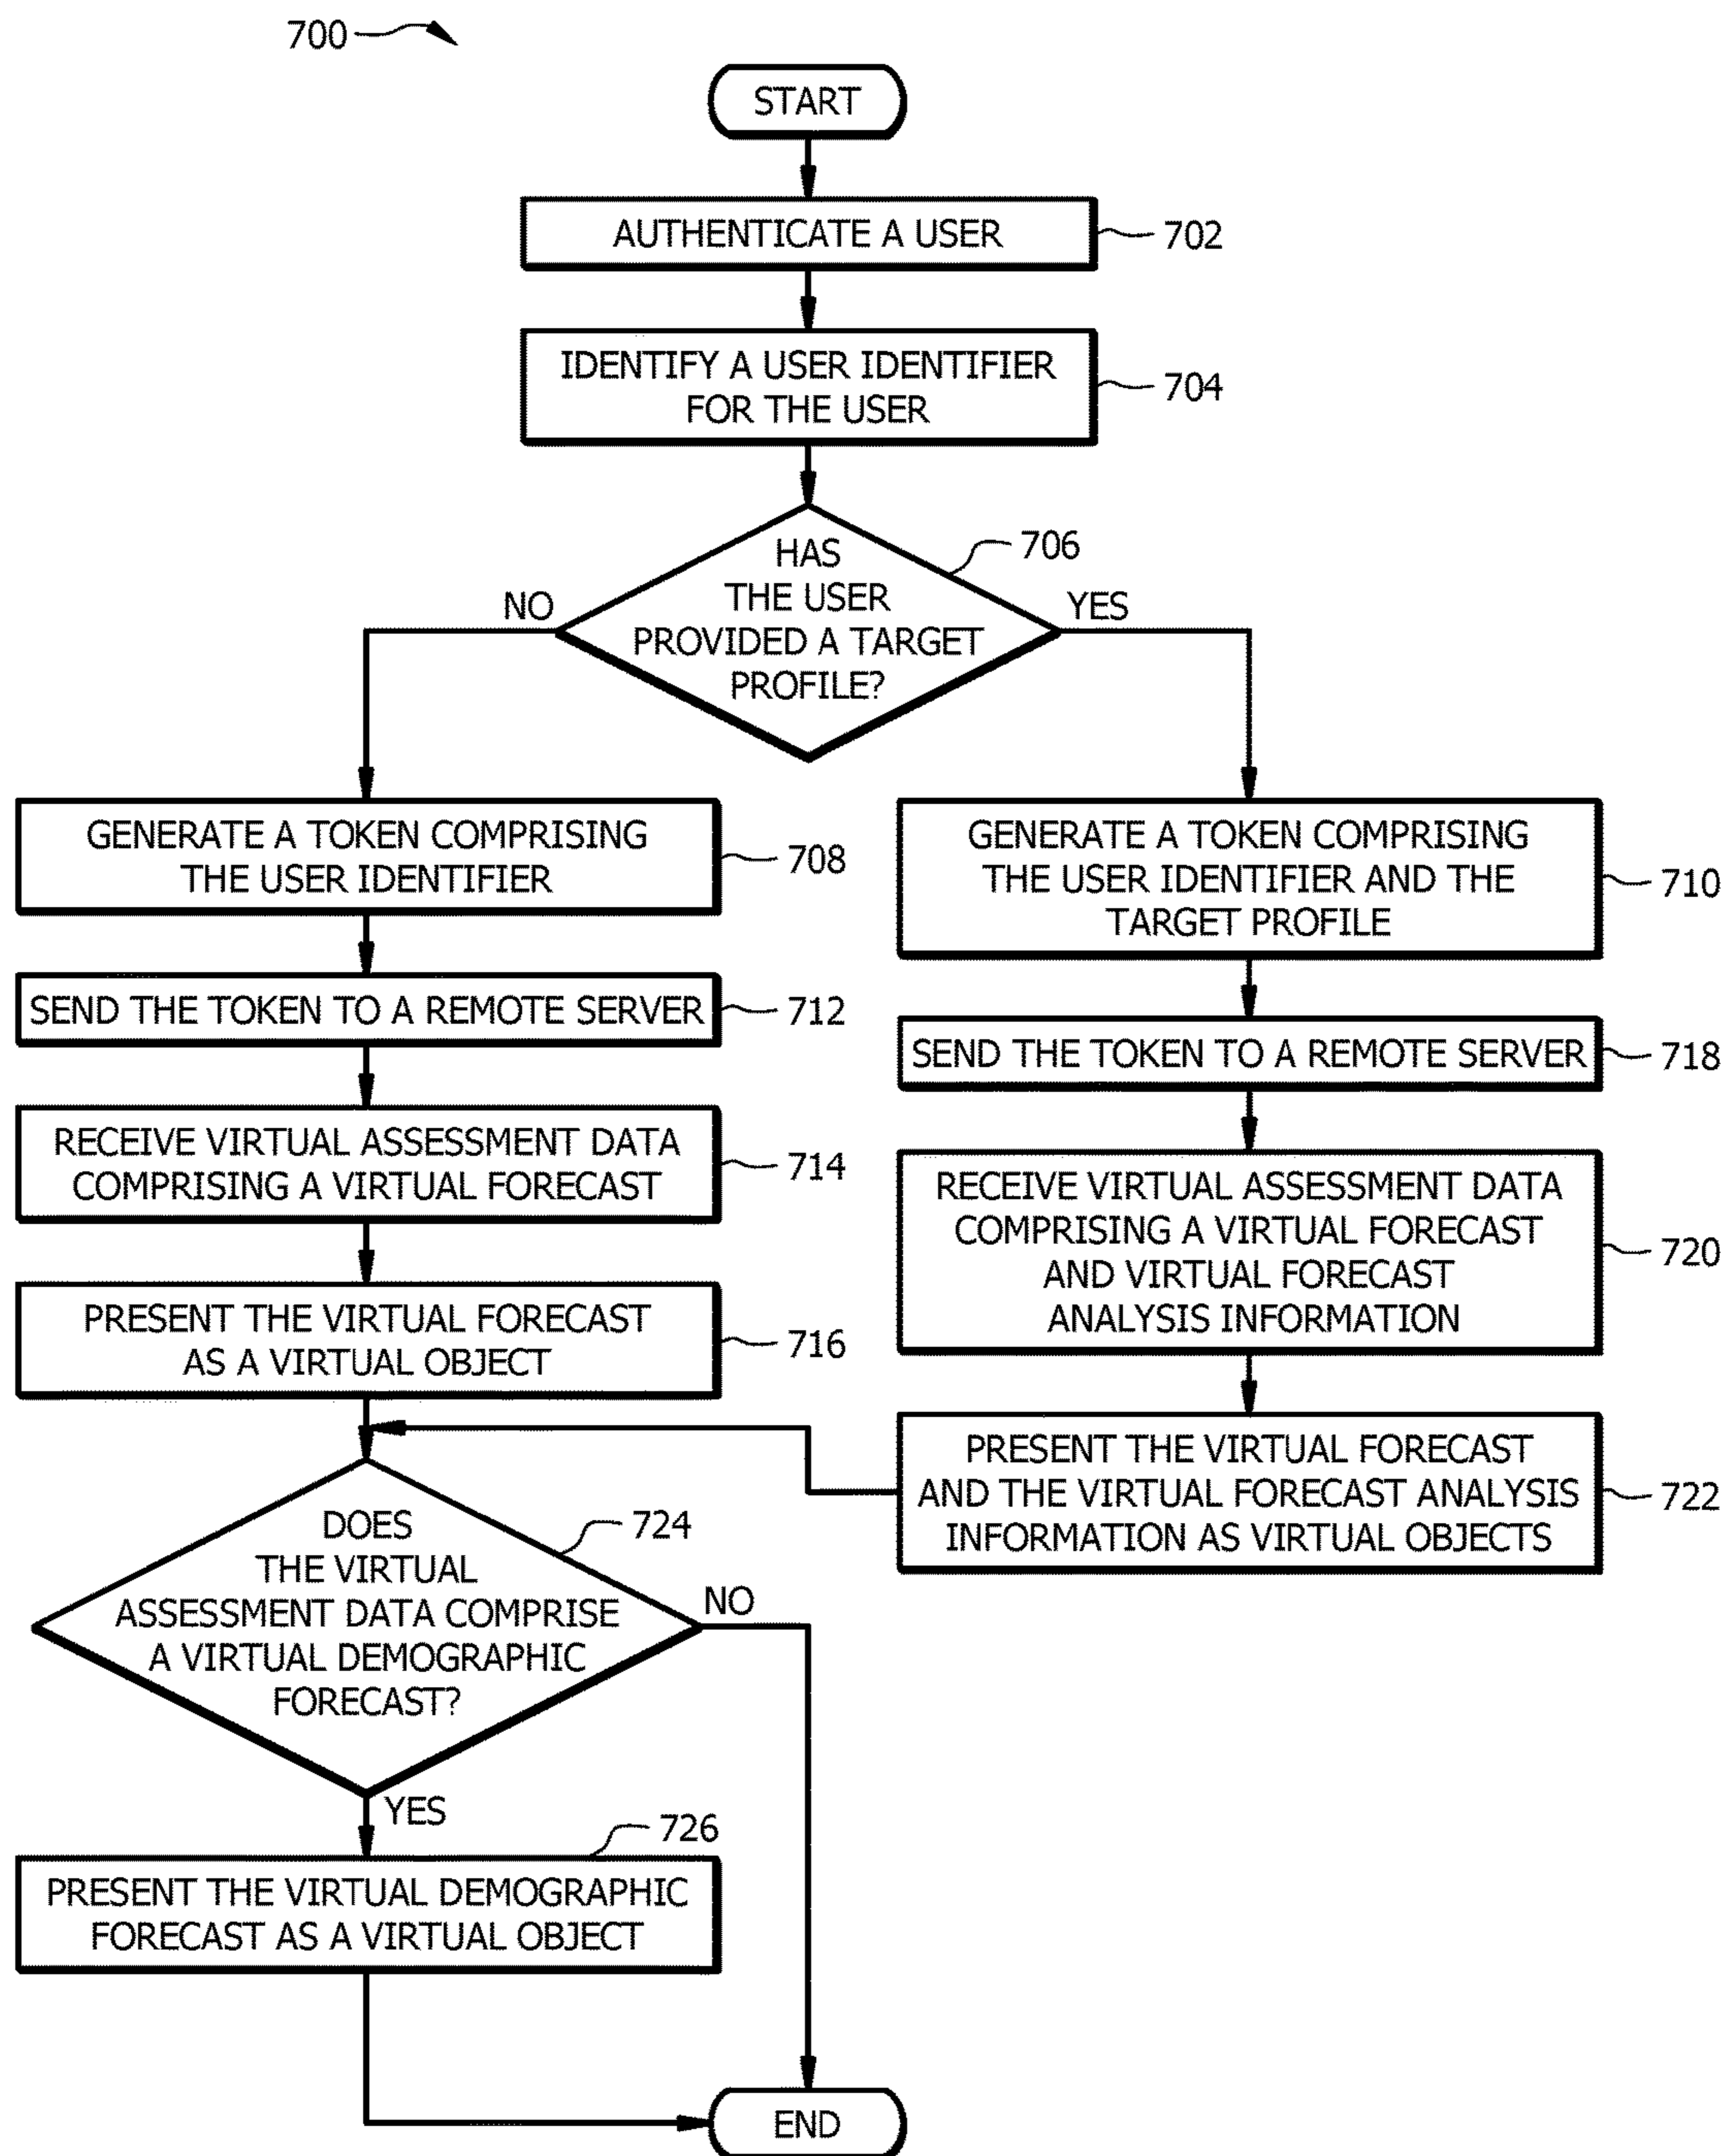 700
START
AUTHENTICATE A USER
702
IDENTIFY A USER IDENTIFIER
FOR THE USER
704
HAS
THE USER
PROVIDED A TARGET
PROFILE?
706
NO
YES
GENERATE A TOKEN COMPRISING
THE USER IDENTIFIER
708
SEND THE TOKEN TO A REMOTE SERVER
712
RECEIVE VIRTUAL ASSESSMENT DATA
COMPRISING A VIRTUAL FORECAST
714
PRESENT THE VIRTUAL FORECAST
AS A VIRTUAL OBJECT
716
GENERATE A TOKEN COMPRISING
THE USER IDENTIFIER AND THE
TARGET PROFILE
710
SEND THE TOKEN TO A REMOTE SERVER
718
RECEIVE VIRTUAL ASSESSMENT DATA
COMPRISING A VIRTUAL FORECAST
AND VIRTUAL FORECAST
ANALYSIS INFORMATION
720
PRESENT THE VIRTUAL FORECAST
AND THE VIRTUAL FORECAST ANALYSIS
INFORMATION AS VIRTUAL OBJECTS
722
DOES
THE VIRTUAL
ASSESSMENT DATA COMPRISE
A VIRTUAL DEMOGRAPHIC
FORECAST?
724
NO
YES
726
PRESENT THE VIRTUAL DEMOGRAPHIC
FORECAST AS A VIRTUAL OBJECT
END